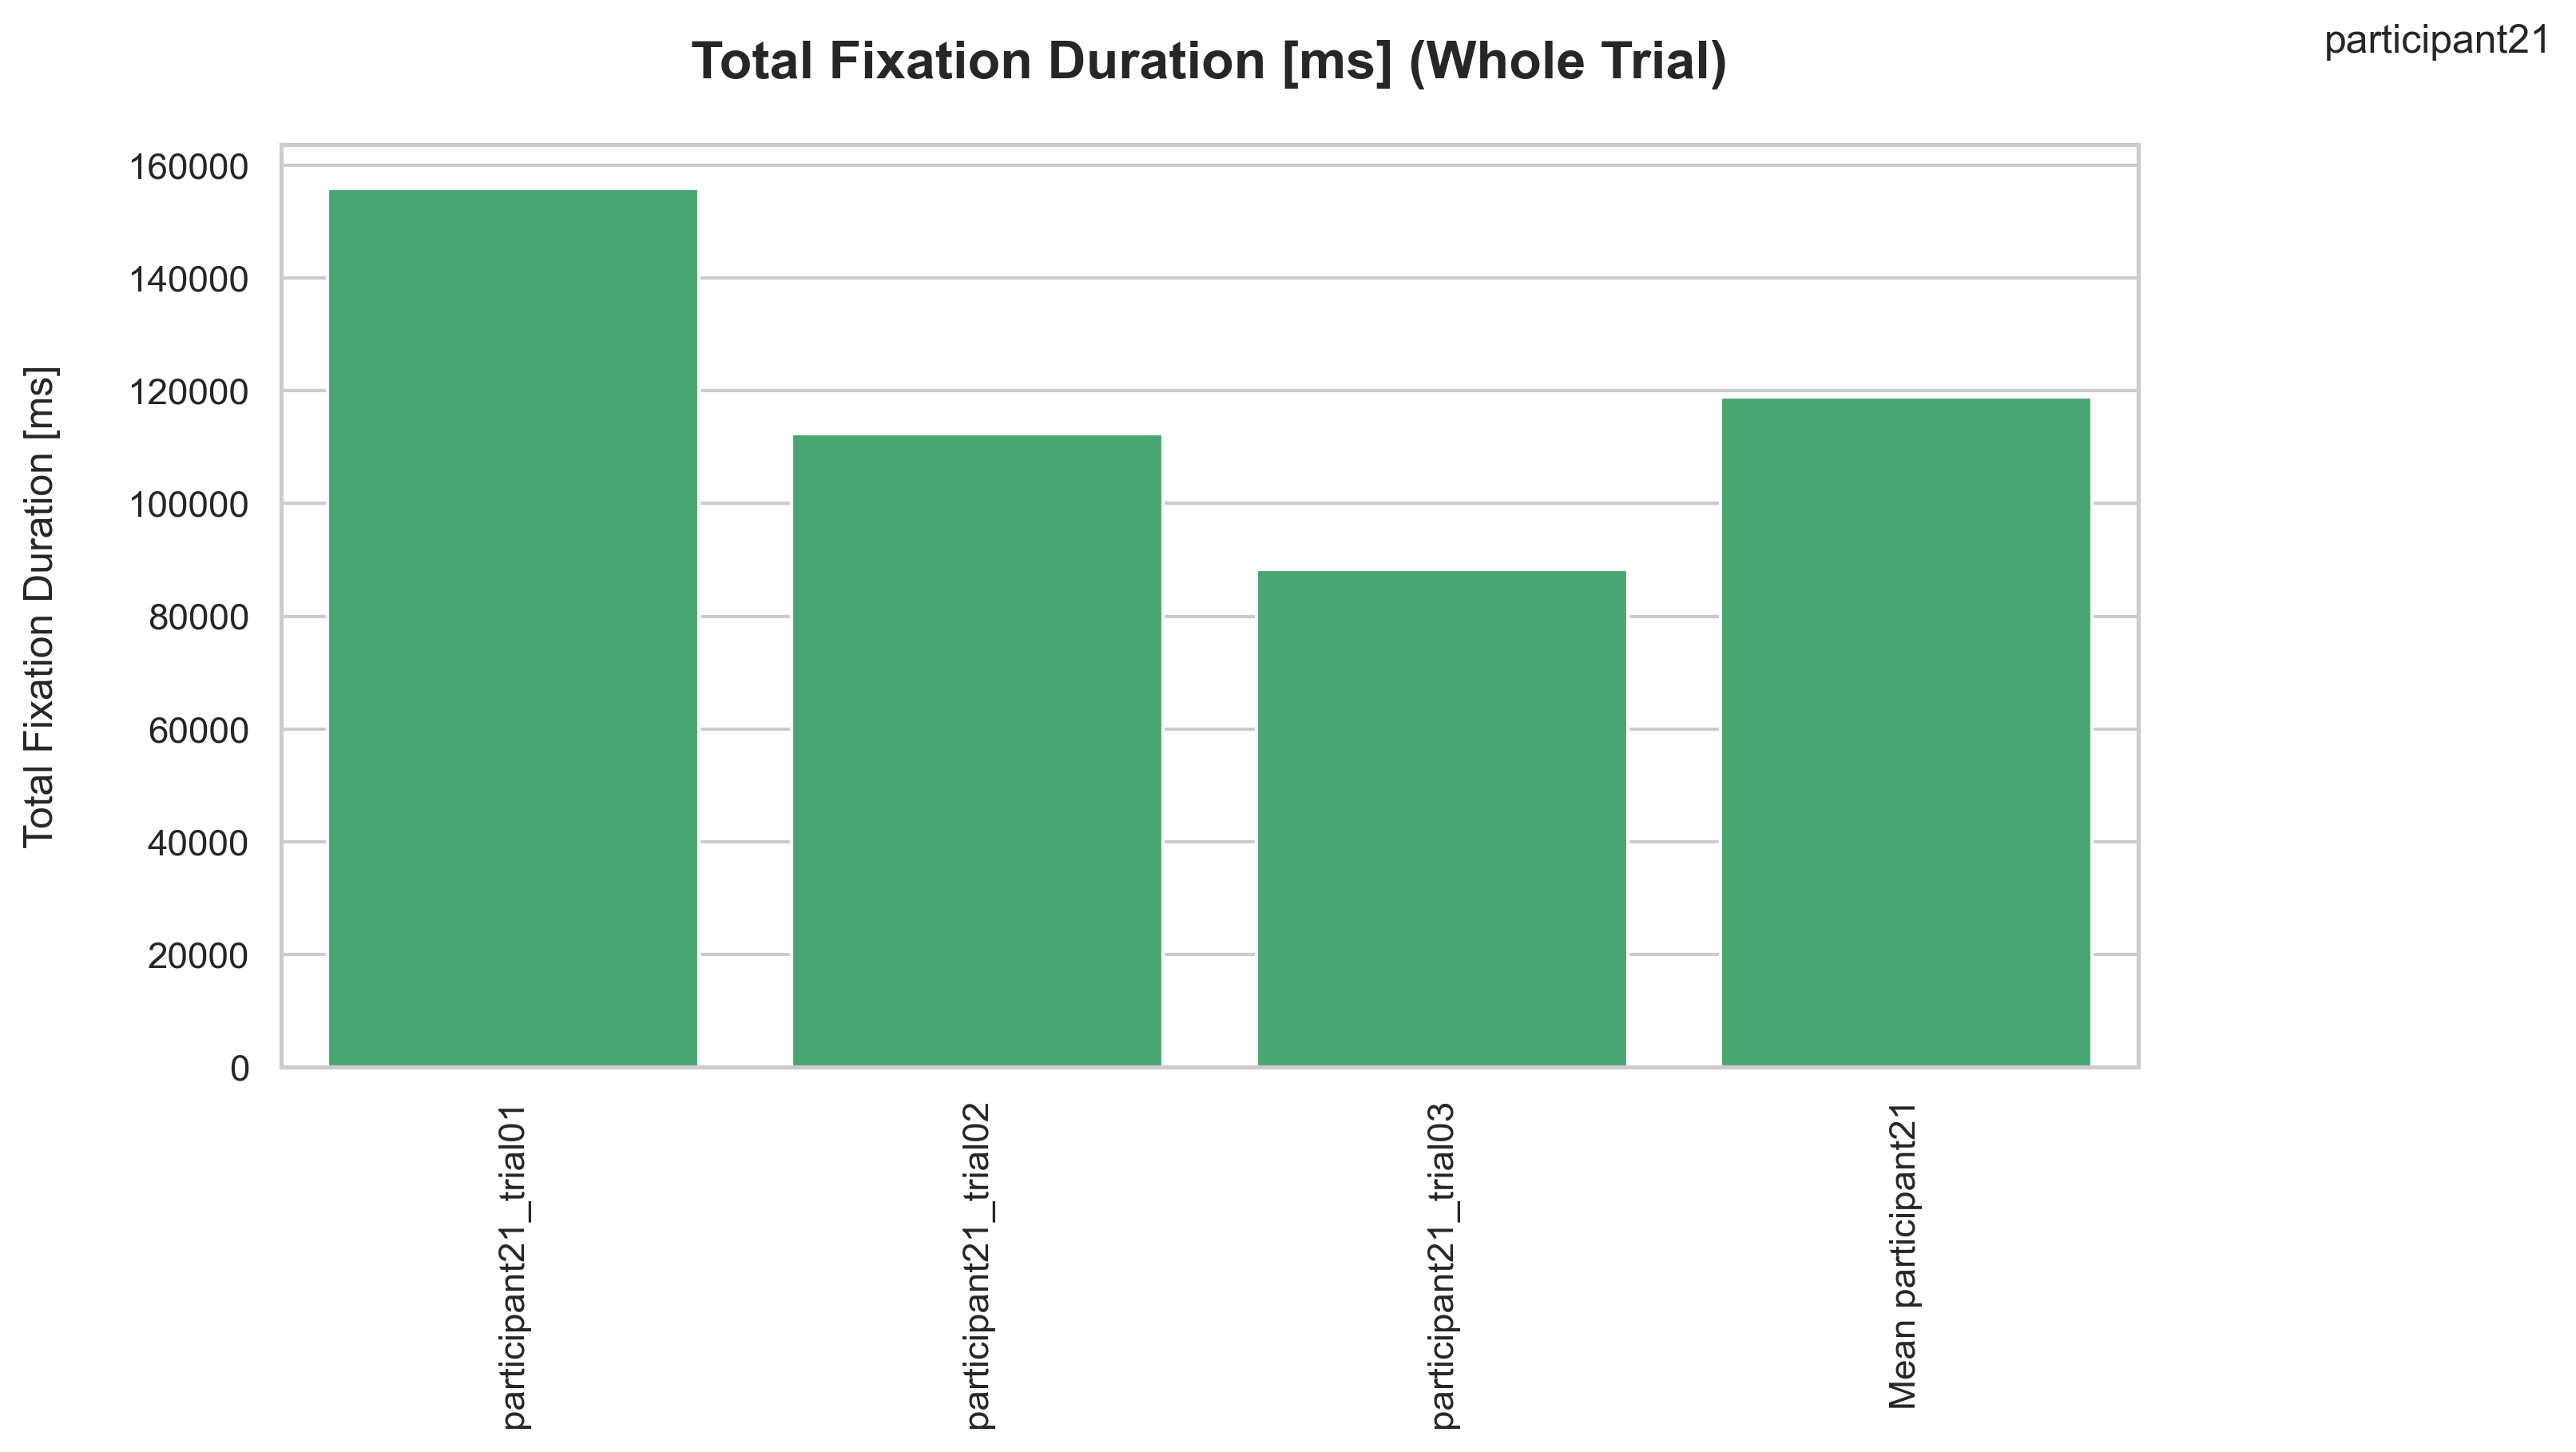 participant21
Total Fixation Duration [ms] (Whole Trial)
Total Fixation Duration [ms]
160000
140000
120000
100000
80000
60000
40000
20000
0
participant21_trial01
participant21_trial02
participant21_trial03
Mean participant21